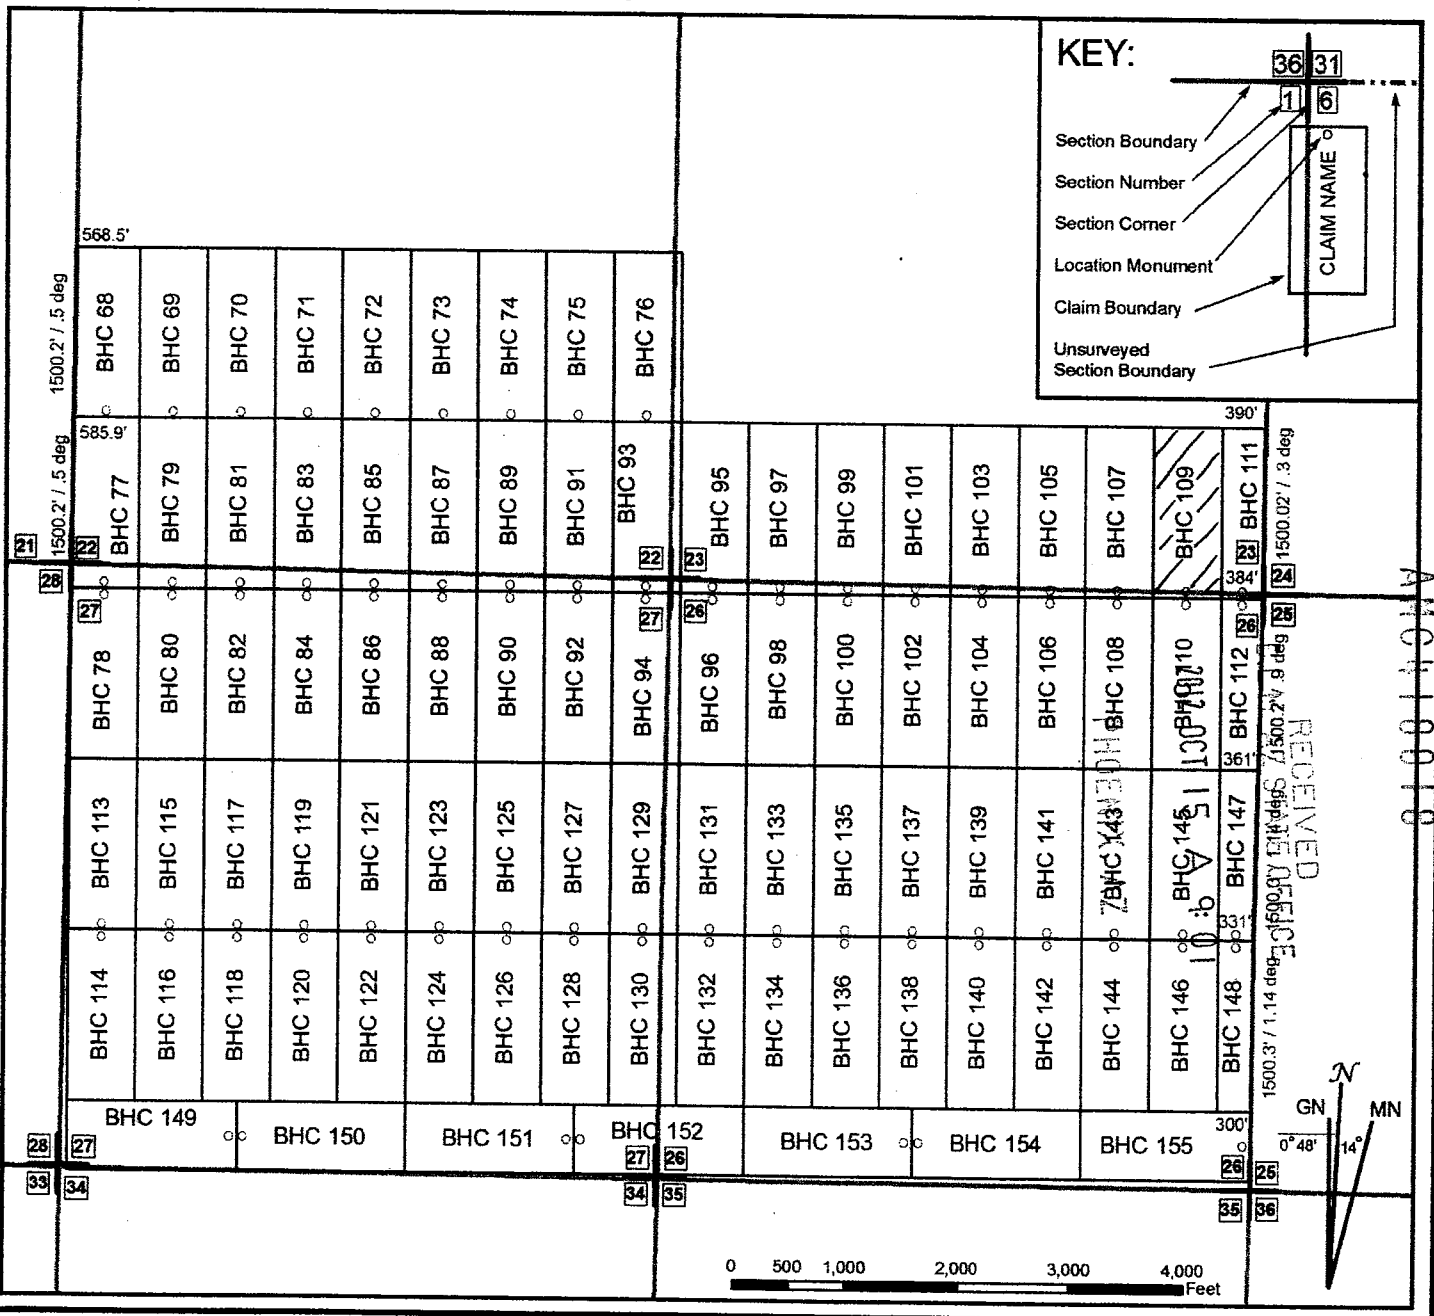 KEY:
36 31
1 6
Section Boundary
Section Number
Section Corner
Location Monument
Claim Boundary
Unsurveyed
Section Boundary
CLAIM NAME
568.5'
1500.2' / .5 deg
BHC 68 BHC 69 BHC 70 BHC 71 BHC 72 BHC 73 BHC 74 BHC 75 BHC 76
390'
585.9'
1500.2' / .5 deg
BHC 77 BHC 79 BHC 81 BHC 83 BHC 85 BHC 87 BHC 89 BHC 91 BHC 93 BHC 95 BHC 97 BHC 99 BHC 101 BHC 103 BHC 105 BHC 107 BHC 109 BHC 111
1500.02' / .3 deg
21 22 22 23 23 24
28 27 27 26 26 25
384'
BHC 78 BHC 80 BHC 82 BHC 84 BHC 86 BHC 88 BHC 90 BHC 92 BHC 94 BHC 96 BHC 98 BHC 100 BHC 102 BHC 104 BHC 106 BHC 108 BHC 110 BHC 112
1500.2'/ .9 deg
361'
BHC 113 BHC 115 BHC 117 BHC 119 BHC 121 BHC 123 BHC 125 BHC 127 BHC 129 BHC 131 BHC 133 BHC 135 BHC 137 BHC 139 BHC 141 BHC 143 BHC 145 BHC 147
331'
BHC 114 BHC 116 BHC 118 BHC 120 BHC 122 BHC 124 BHC 126 BHC 128 BHC 130 BHC 132 BHC 134 BHC 136 BHC 138 BHC 140 BHC 142 BHC 144 BHC 146 BHC 148
1500.3' / 1.14 deg
300'
BHC 149 BHC 150 BHC 151 BHC 152 BHC 153 BHC 154 BHC 155
28 27 27 26 26 25
33 34 34 35 35 36
RECEIVED
STATE OFFICE
2012 OCT 15 A 9:01
PHOENIX, AZ
N
GN MN
0°48' 14°
0 500 1,000 2,000 3,000 4,000
Feet